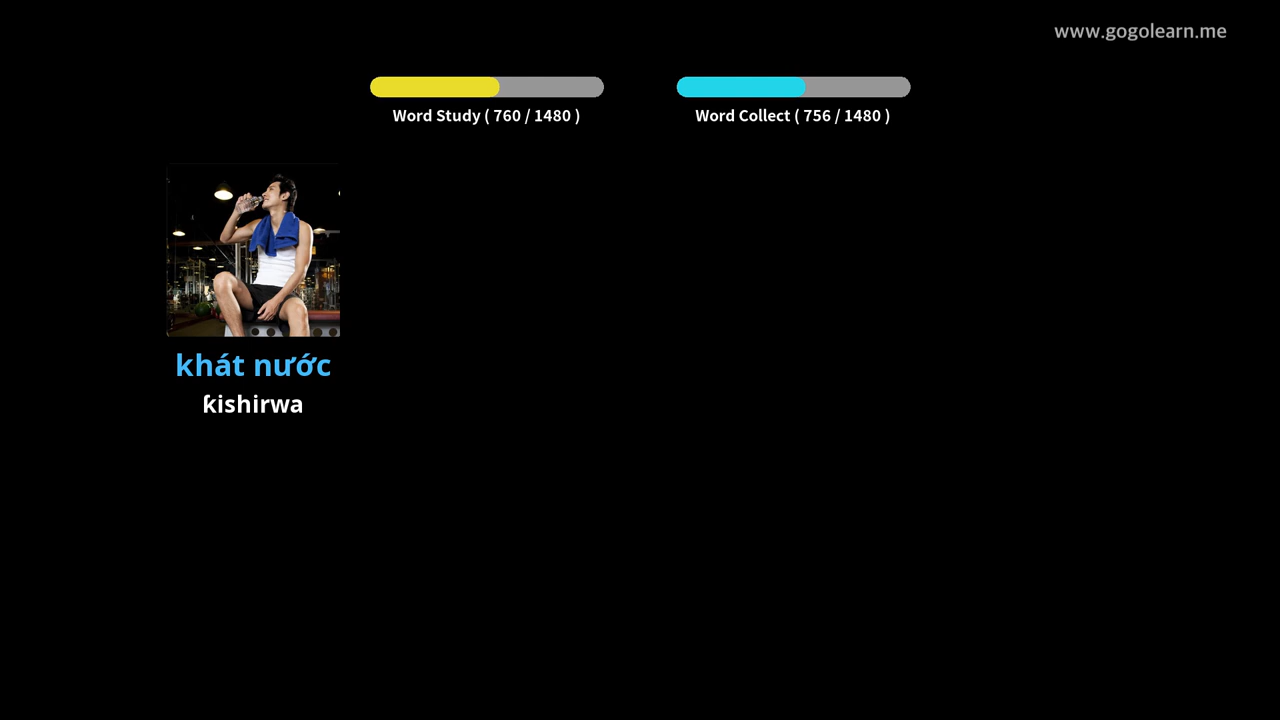 www.gogolearn.me
Word Study ( 760 / 1480 )
Word Collect ( 756 / 1480 )
khát nước
ƙishirwa